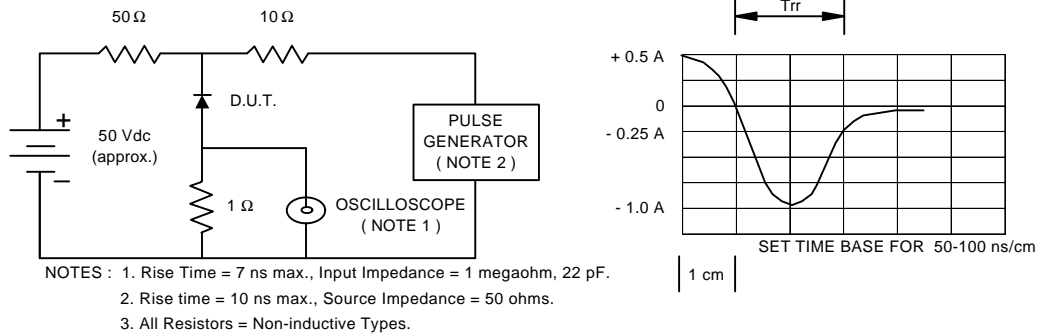 50 Ω
10 Ω
Trr
+ 0.5 A
D.U.T.
+
50 Vdc
(approx.)
PULSE
GENERATOR
( NOTE 2 )
0
- 0.25 A
1 Ω
OSCILLOSCOPE
( NOTE 1 )
- 1.0 A
SET TIME BASE FOR 50-100 ns/cm
1 cm
NOTES : 1. Rise Time = 7 ns max., Input Impedance = 1 megaohm, 22 pF.
2. Rise time = 10 ns max., Source Impedance = 50 ohms.
3. All Resistors = Non-inductive Types.